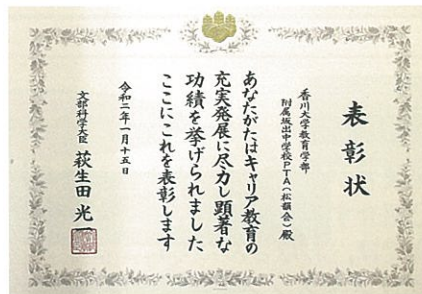 表彰状
香川大学教育学部
附属坂出中学校PTA(松韻会)殿
あなたがたはキャリア教育の
充実発展に尽力し顕著な
功績を挙げられました
ここにこれを表彰します
令和二年一月十五日
文部科学大臣 萩生田光一